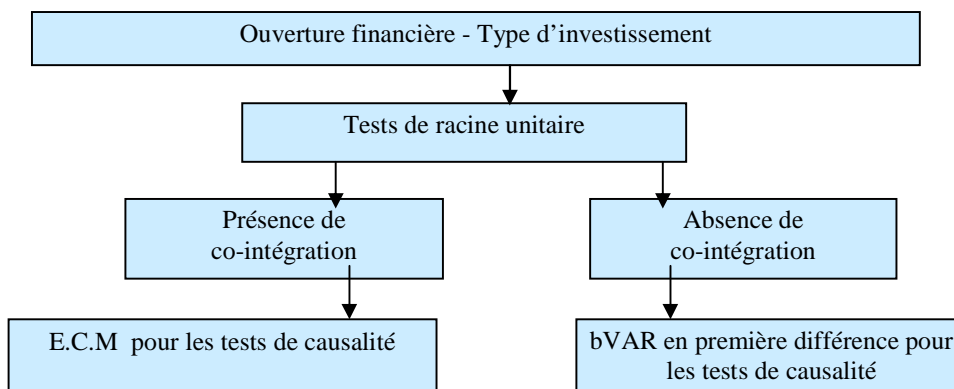 Ouverture financière - Type d’investissement
Tests de racine unitaire
Présence de
co-intégration
Absence de
co-intégration
E.C.M pour les tests de causalité
bVAR en première différence pour
les tests de causalité